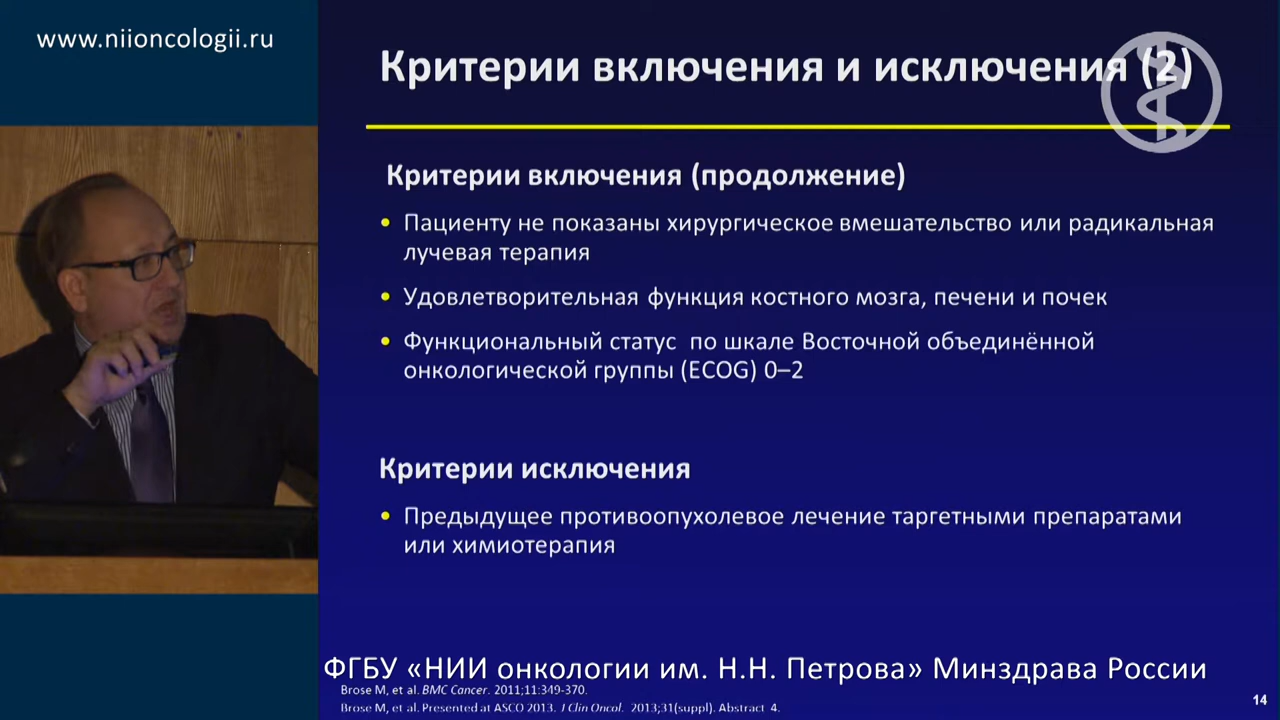 www.niioncologii.ru
Критерии включения и исключения (2)
Критерии включения (продолжение)
• Пациенту не показаны хирургическое вмешательство или радикальная
лучевая терапия
• Удовлетворительная функция костного мозга, печени и почек
• Функциональный статус по шкале Восточной объединённой
онкологической группы (ECOG) 0–2
Критерии исключения
• Предыдущее противоопухолевое лечение таргетными препаратами
или химиотерапия
ФГБУ «НИИ онкологии им. Н.Н. Петрова» Минздрава России
Brose M, et al. BMC Cancer. 2011;11:349-370.
Brose M, et al. Presented at ASCO 2013. J Clin Oncol. 2013;31(suppl). Abstract 4.
14